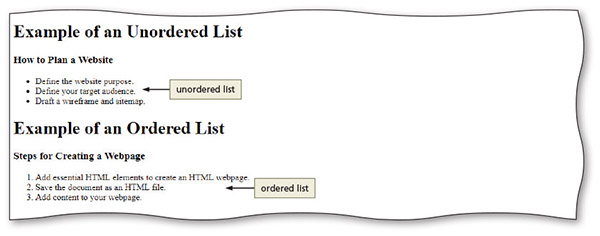 Example of an Unordered List
How to Plan a Website
• Define the website purpose.
• Define your target audience.
unordered list
• Draft a wireframe and sitemap.
Example of an Ordered List
Steps for Creating a Webpage
1. Add essential HTML elements to create an HTML webpage.
2. Save the document as an HTML file.
ordered list
3. Add content to your webpage.